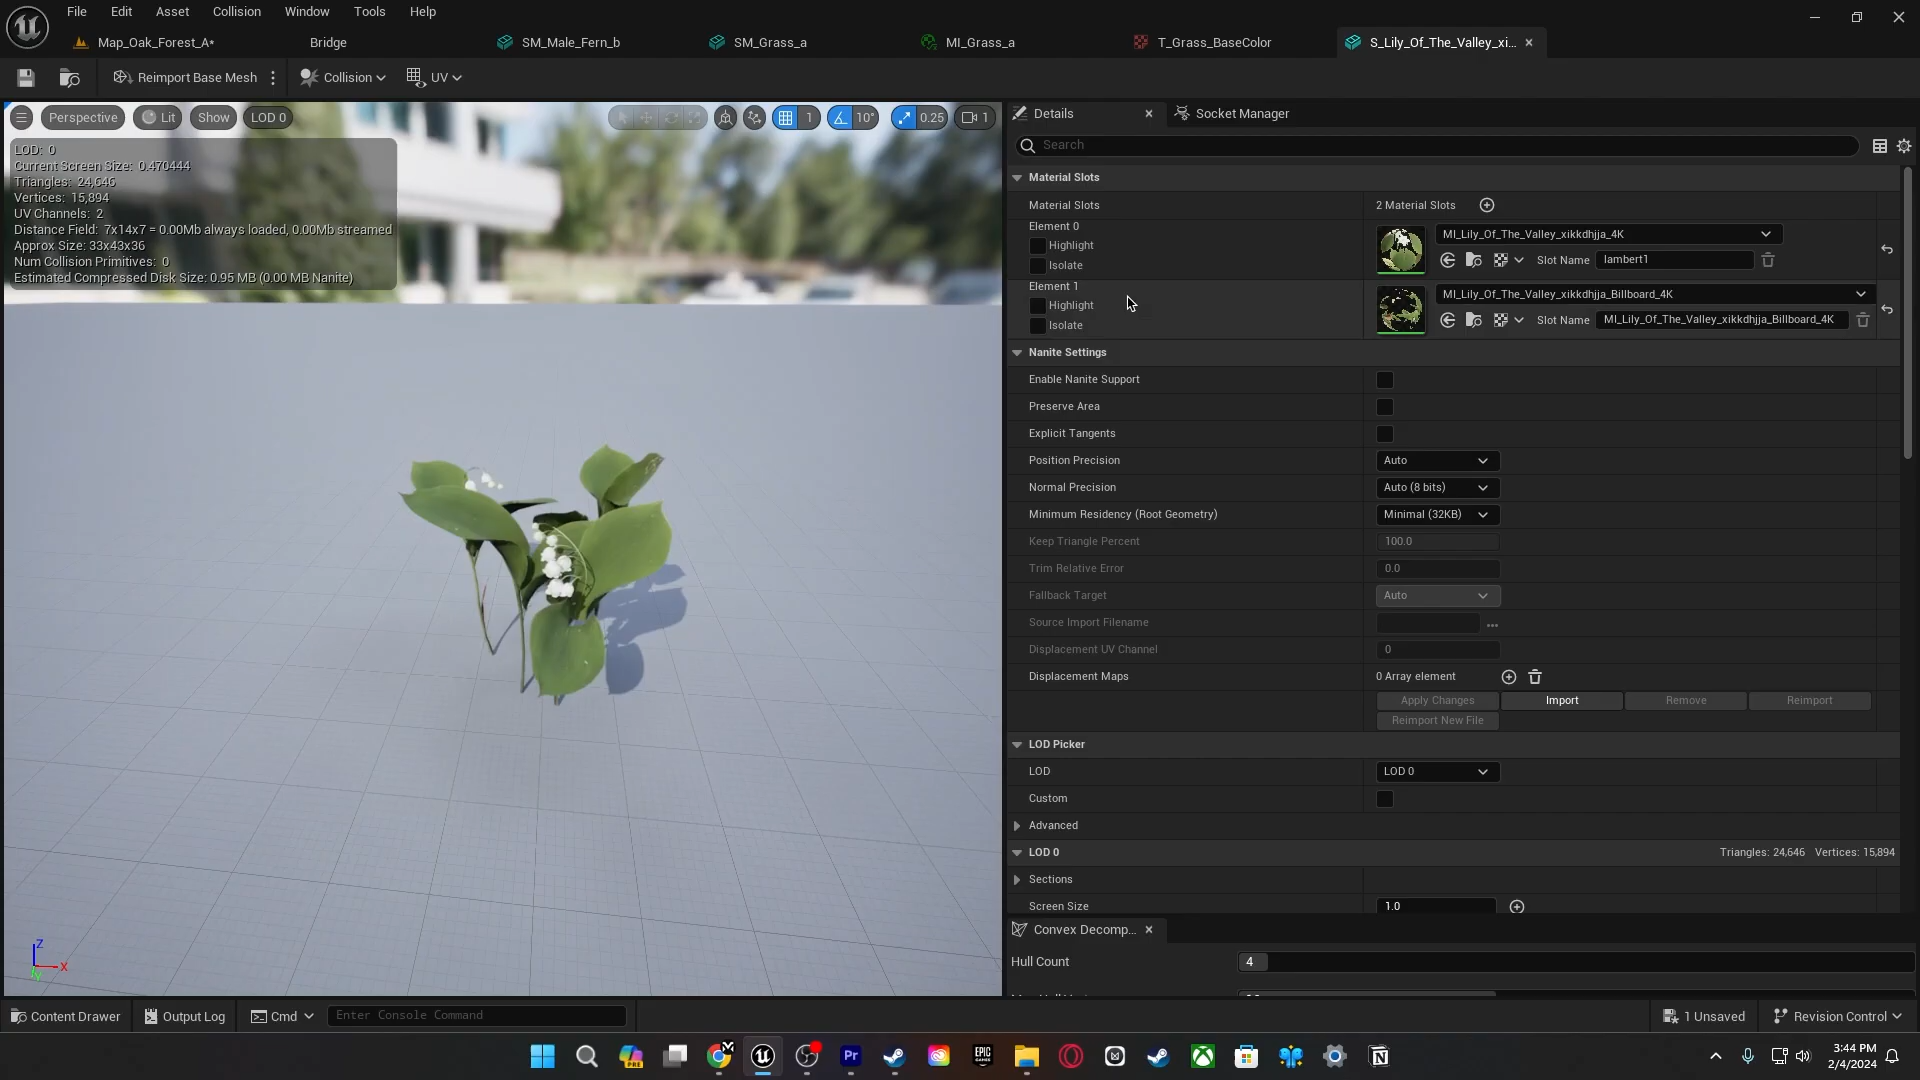 File Edit Asset Collision Window Tools Help
Map_Oak_Forest_A* Bridge SM_Male_Fern_b SM_Grass_a MI_Grass_a T_Grass_BaseColor S_Lily_Of_The_Valley_xi...
Reimport Base Mesh Collision UV
Perspective Lit Show LOD 0 1 10° 0.25 1
LOD: 0
Current Screen Size: 0.470444
Triangles: 24,646
Vertices: 15,894
UV Channels: 2
Distance Field: 7x14x7 = 0.00Mb always loaded, 0.00Mb streamed
Approx Size: 33x43x36
Num Collision Primitives: 0
Estimated Compressed Disk Size: 0.95 MB (0.00 MB Nanite)
Z
X
Y
Details Socket Manager
Search
Material Slots
Material Slots 2 Material Slots
Element 0
MI_Lily_Of_The_Valley_xikkdhjja_4K
Highlight
Isolate
Slot Name lambert1
Element 1
MI_Lily_Of_The_Valley_xikkdhjja_Billboard_4K
Highlight
Isolate
Slot Name MI_Lily_Of_The_Valley_xikkdhjja_Billboard_4K
Nanite Settings
Enable Nanite Support
Preserve Area
Explicit Tangents
Position Precision Auto
Normal Precision Auto (8 bits)
Minimum Residency (Root Geometry) Minimal (32KB)
Keep Triangle Percent 100.0
Trim Relative Error 0.0
Fallback Target Auto
Source Import Filename ...
Displacement UV Channel 0
Displacement Maps 0 Array element
Apply Changes Import Remove Reimport
Reimport New File
LOD Picker
LOD LOD 0
Custom
Advanced
LOD 0 Triangles: 24,646 Vertices: 15,894
Sections
Screen Size 1.0
Convex Decomp...
Hull Count 4
Content Drawer Output Log Cmd Enter Console Command 1 Unsaved Revision Control
PRE M Pr EPIC GAMES
3:44 PM
2/4/2024